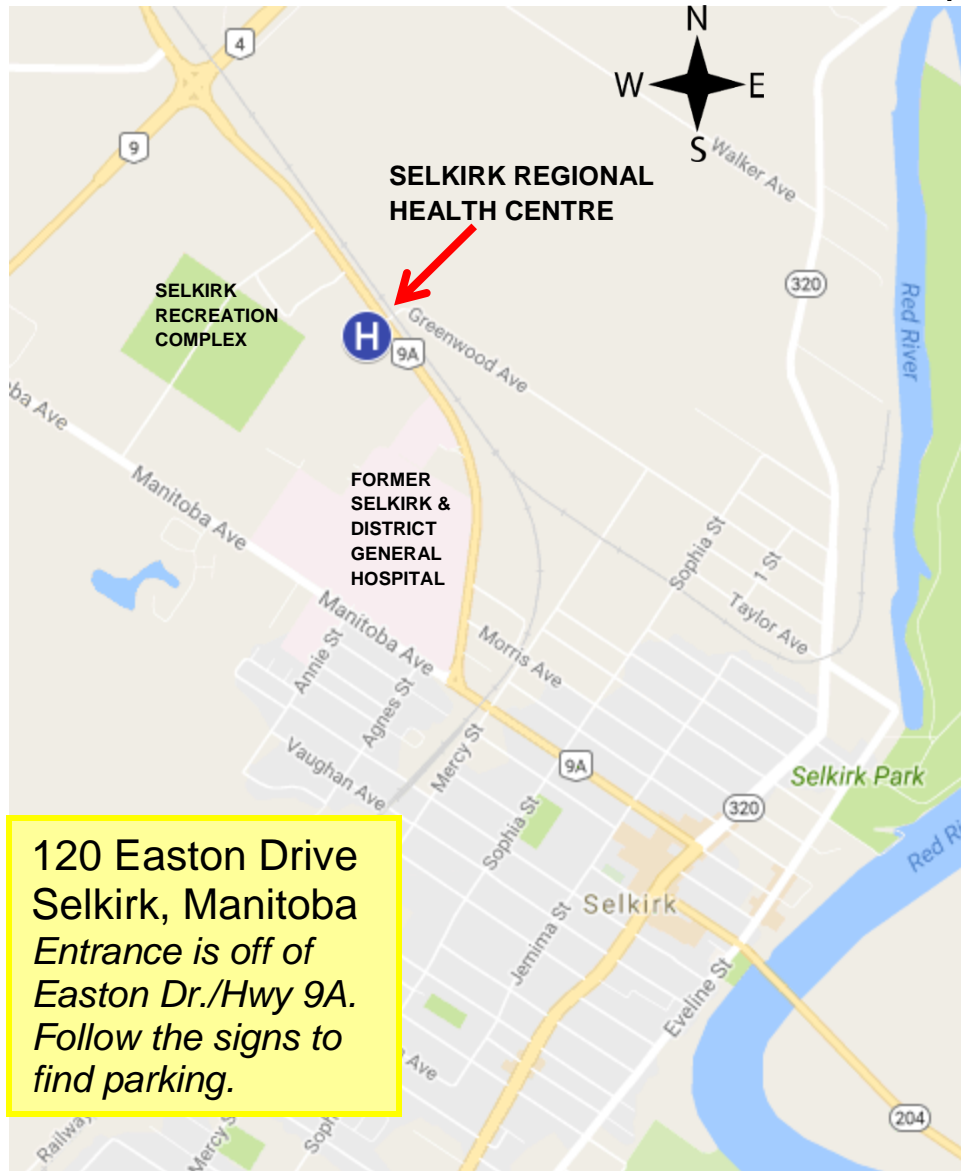 N
W
E
S
4
9
Walker Ave
SELKIRK REGIONAL
HEALTH CENTRE
320
Red River
SELKIRK
RECREATION
COMPLEX
H
9A
Greenwood Ave
ba Ave
Manitoba Ave
FORMER
SELKIRK &
DISTRICT
GENERAL
HOSPITAL
Sophia St
1 St
Taylor Ave
Manitoba Ave
Annie St
Morris Ave
Agnes St
Mercy St
Vaughan Ave
9A
Selkirk Park
320
Sophia St
Red Ri
Selkirk
Jemima St
Eveline St
120 Easton Drive
Selkirk, Manitoba
Entrance is off of
Easton Dr./Hwy 9A.
Follow the signs to
find parking.
Ave
204
Railway
Mercy S
Soph